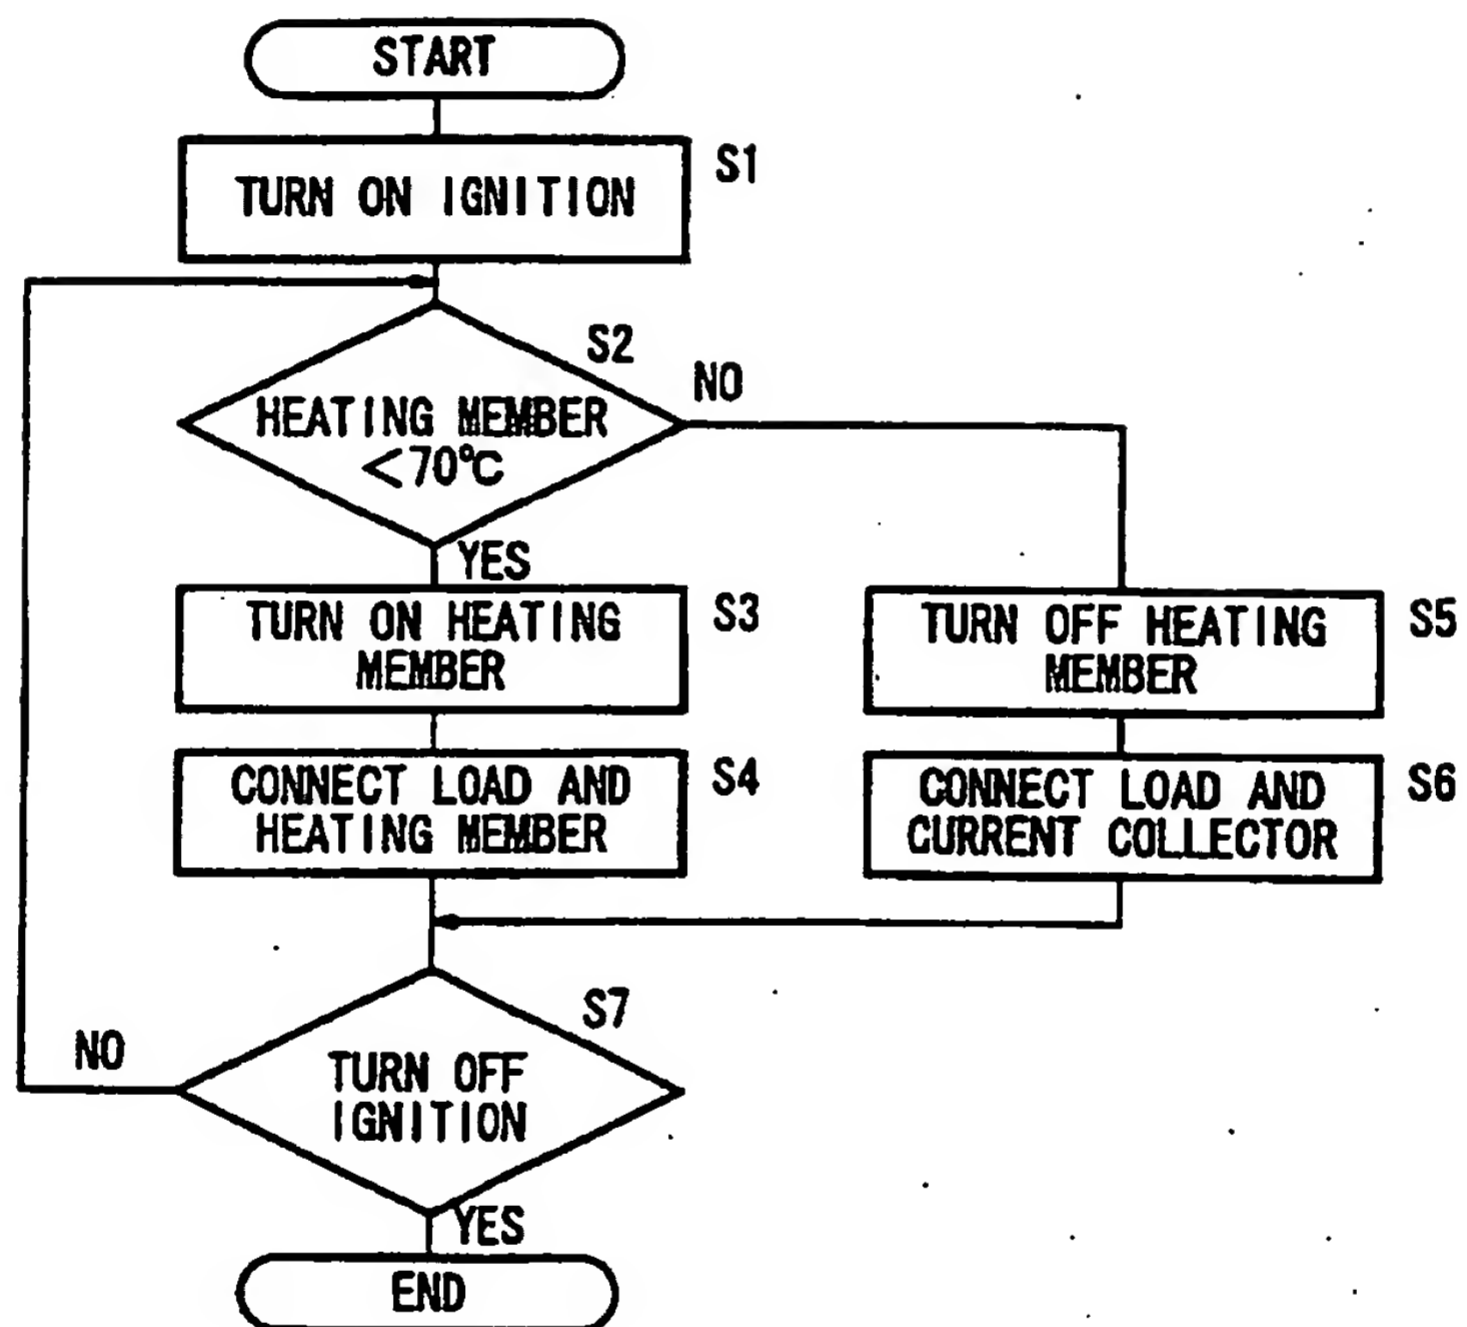 START
TURN ON IGNITION
S1
S2
HEATING MEMBER
<70°C
NO
YES
TURN ON HEATING
MEMBER
S3
TURN OFF HEATING
MEMBER
S5
CONNECT LOAD AND
HEATING MEMBER
S4
CONNECT LOAD AND
CURRENT COLLECTOR
S6
S7
NO
TURN OFF
IGNITION
YES
END